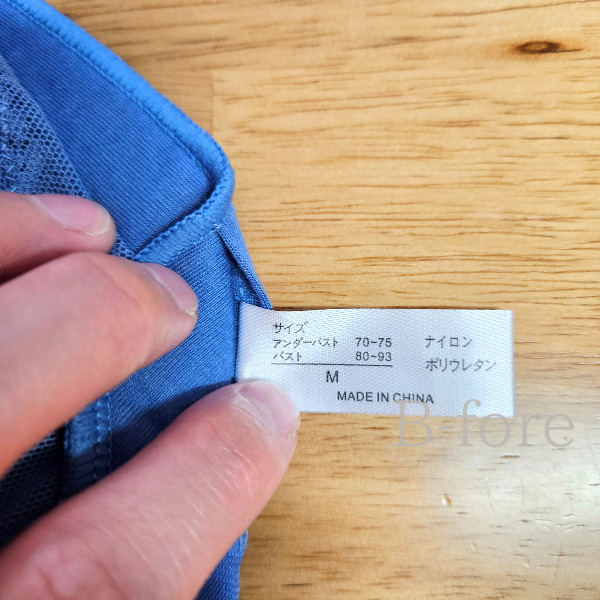 サイズ
アンダーバスト 70~75 ナイロン
バスト 80~93 ポリウレタン
M
MADE IN CHINA
B-fore